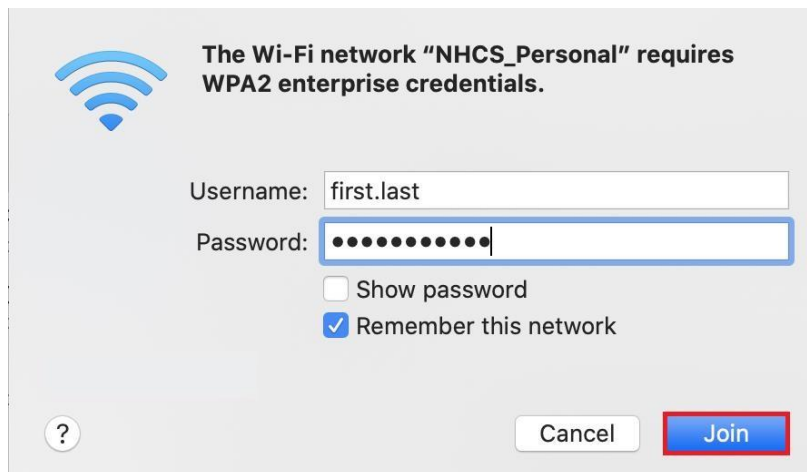 The Wi-Fi network “NHCS_Personal” requires
WPA2 enterprise credentials.
Username: first.last
Password: •••••••••••
Show password
Remember this network
? Cancel Join